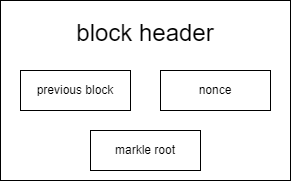 block header
previous block
nonce
markle root